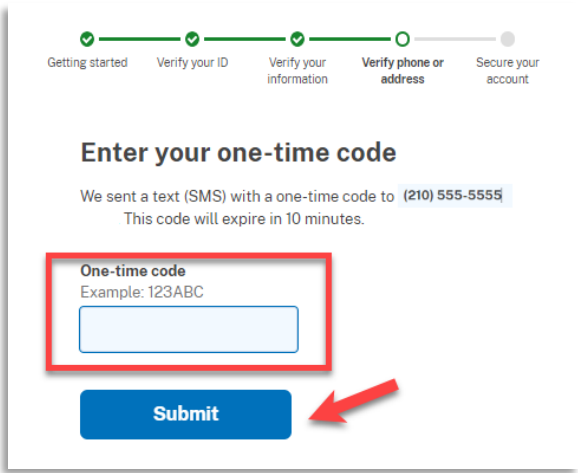 Getting started Verify your ID Verify your information Verify phone or address Secure your account
Enter your one-time code
We sent a text (SMS) with a one-time code to (210) 555-5555
This code will expire in 10 minutes.
One-time code
Example: 123ABC
Submit